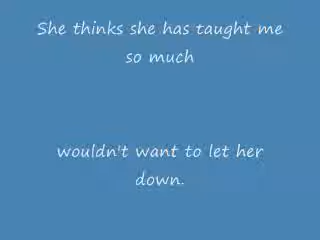 She thinks she has taught me
so much
wouldn't want to let her
down.